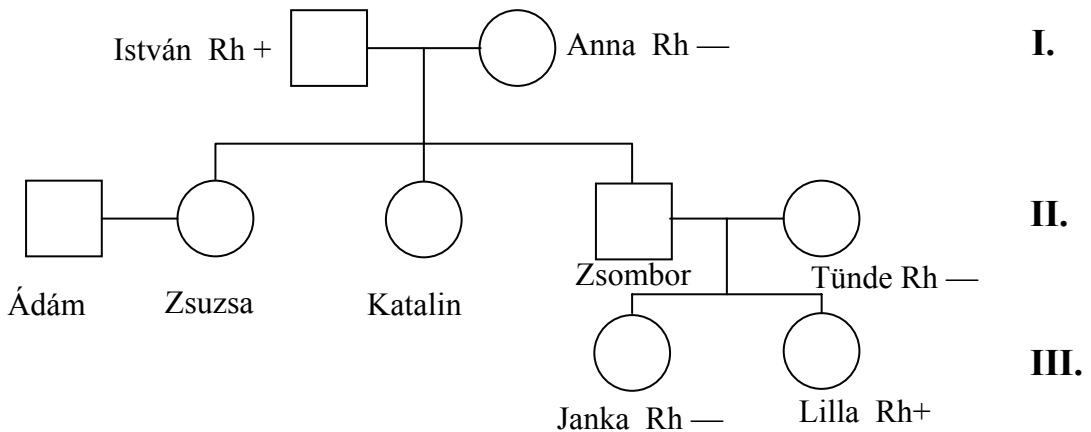 István Rh +
Anna Rh —
I.
II.
Ádám
Zsuzsa
Katalin
Zsombor
Tünde Rh —
III.
Janka Rh —
Lilla Rh+